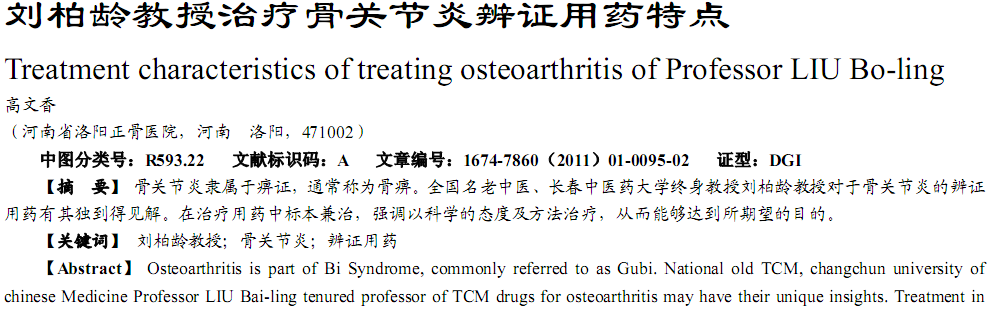 刘柏龄教授治疗骨关节炎辨证用药特点
Treatment characteristics of treating osteoarthritis of Professor LIU Bo-ling
高文香
（河南省洛阳正骨医院，河南　洛阳，471002）
中图分类号：R593.22　文献标识码：A　文章编号：1674-7860（2011）01-0095-02　证型：DGI
【摘　要】 骨关节炎隶属于痹证，通常称为骨痹。全国名老中医、长春中医药大学终身教授刘柏龄教授对于骨关节炎的辨证
用药有其独到得见解。在治疗用药中标本兼治，强调以科学的态度及方法治疗，从而能够达到所期望的目的。
【关键词】 刘柏龄教授；骨关节炎；辨证用药
【Abstract】 Osteoarthritis is part of Bi Syndrome, commonly referred to as Gubi. National old TCM, changchun university of
chinese Medicine Professor LIU Bai-ling tenured professor of TCM drugs for osteoarthritis may have their unique insights. Treatment in